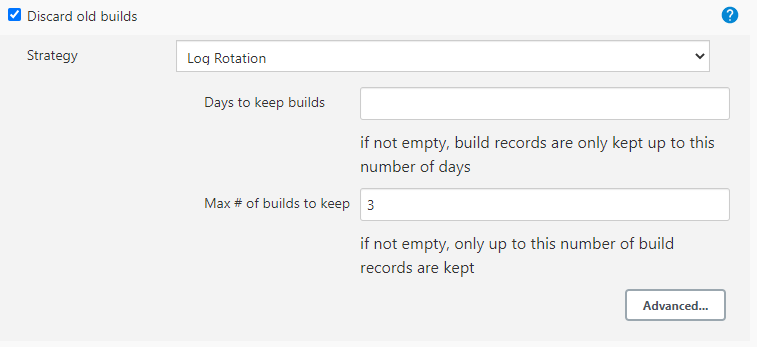 Discard old builds
?
Strategy
Log Rotation
Days to keep builds
if not empty, build records are only kept up to this
number of days
Max # of builds to keep
3
if not empty, only up to this number of build
records are kept
Advanced...